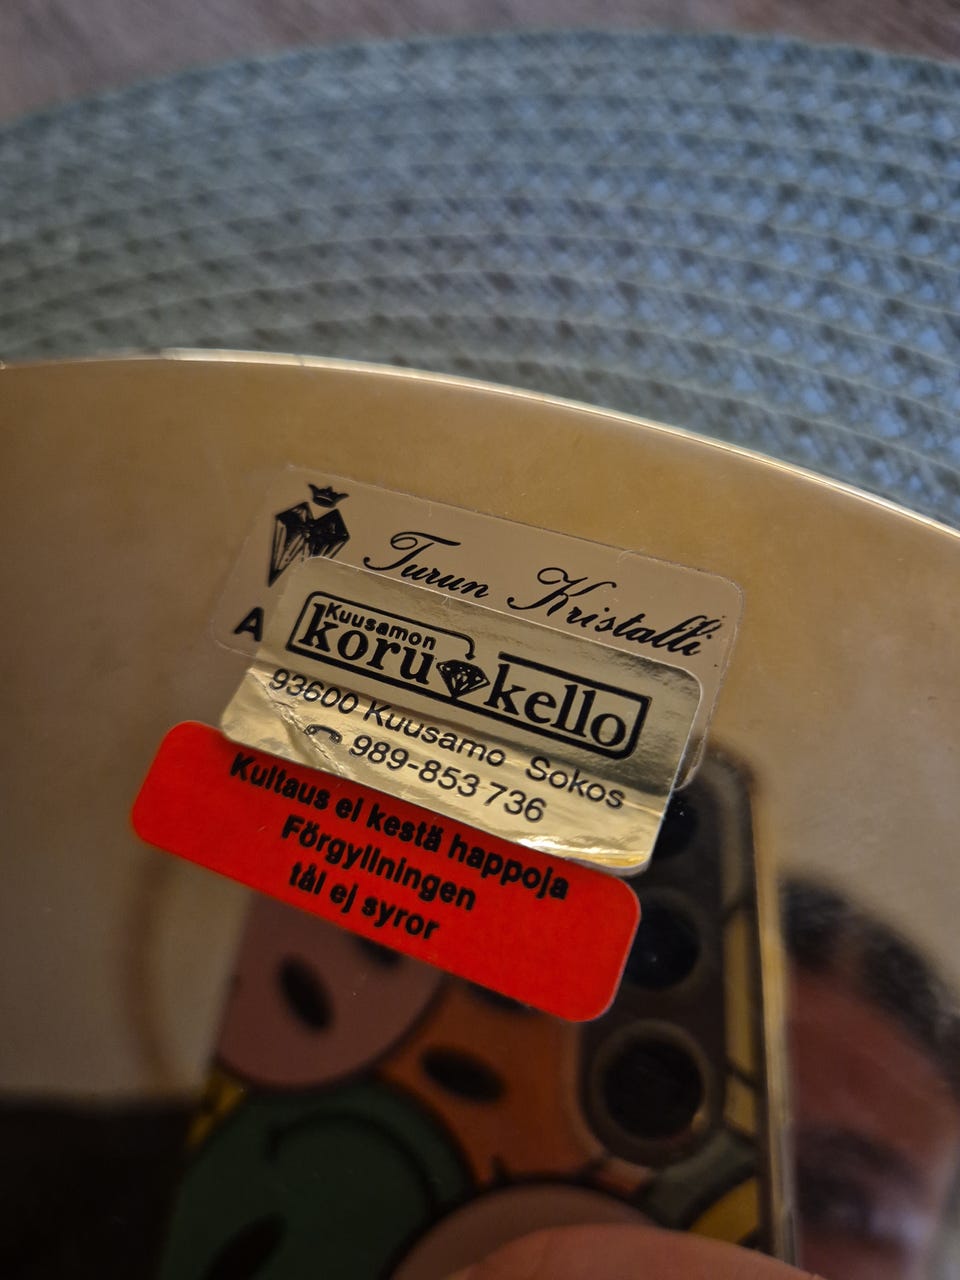 Turun Kristalli
A
Kuusamon
koru kello
93600 Kuusamo Sokos
989-853 736
Kultaus ei kestä happoja
Förgyllningen
tål ej syror